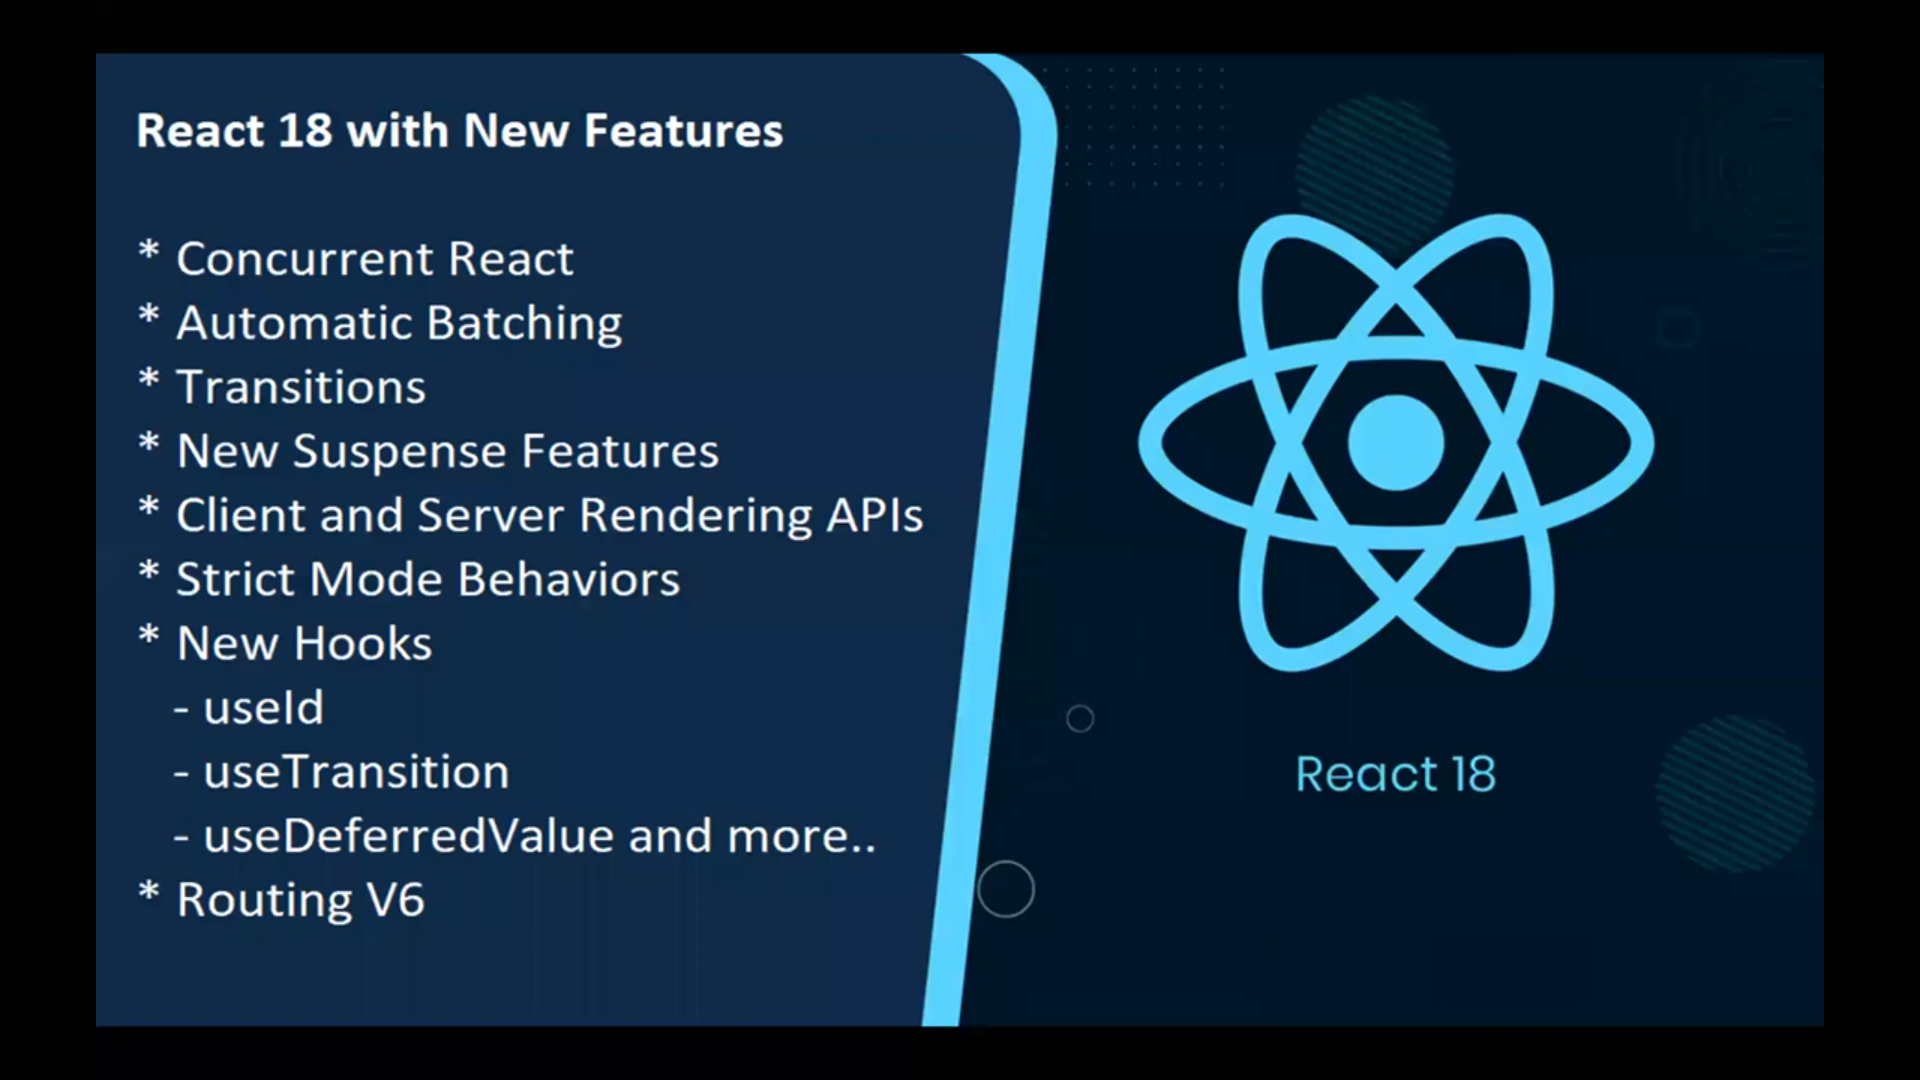 React 18 with New Features
* Concurrent React
* Automatic Batching
* Transitions
* New Suspense Features
* Client and Server Rendering APIs
* Strict Mode Behaviors
* New Hooks
- useId
- useTransition
- useDeferredValue and more..
* Routing V6
React 18